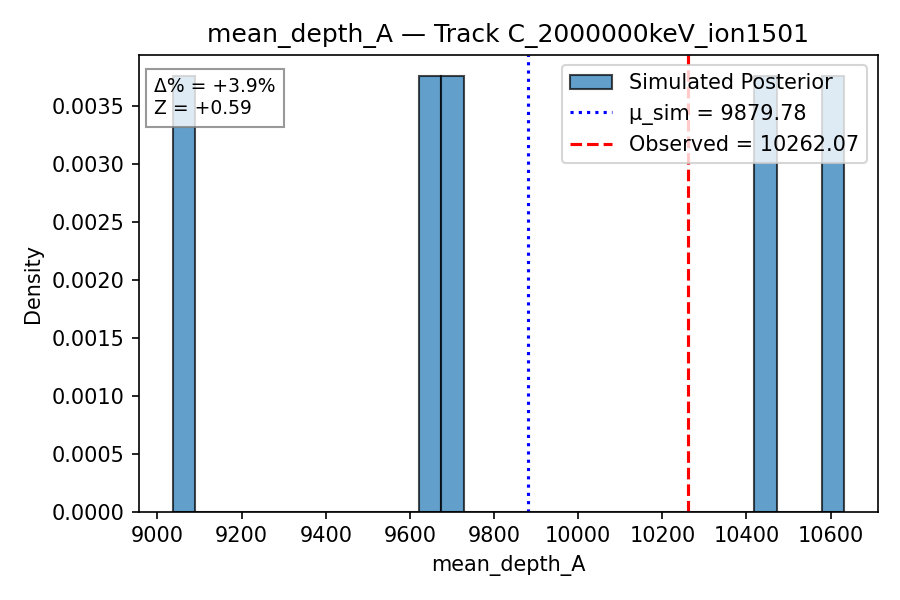 mean_depth_A — Track C_2000000keV_ion1501
Δ% = +3.9%
Z = +0.59
Simulated Posterior
μ_sim = 9879.78
Observed = 10262.07
Density
0.0035
0.0030
0.0025
0.0020
0.0015
0.0010
0.0005
0.0000
9000 9200 9400 9600 9800 10000 10200 10400 10600
mean_depth_A